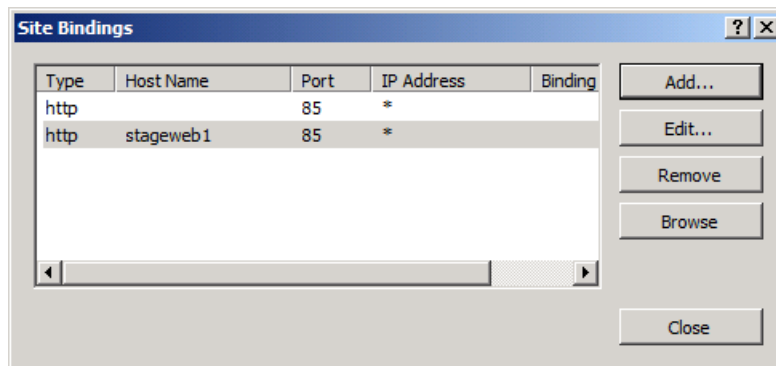 Site Bindings
Type Host Name Port IP Address Binding
http 85 *
http stageweb1 85 *
Add...
Edit...
Remove
Browse
Close